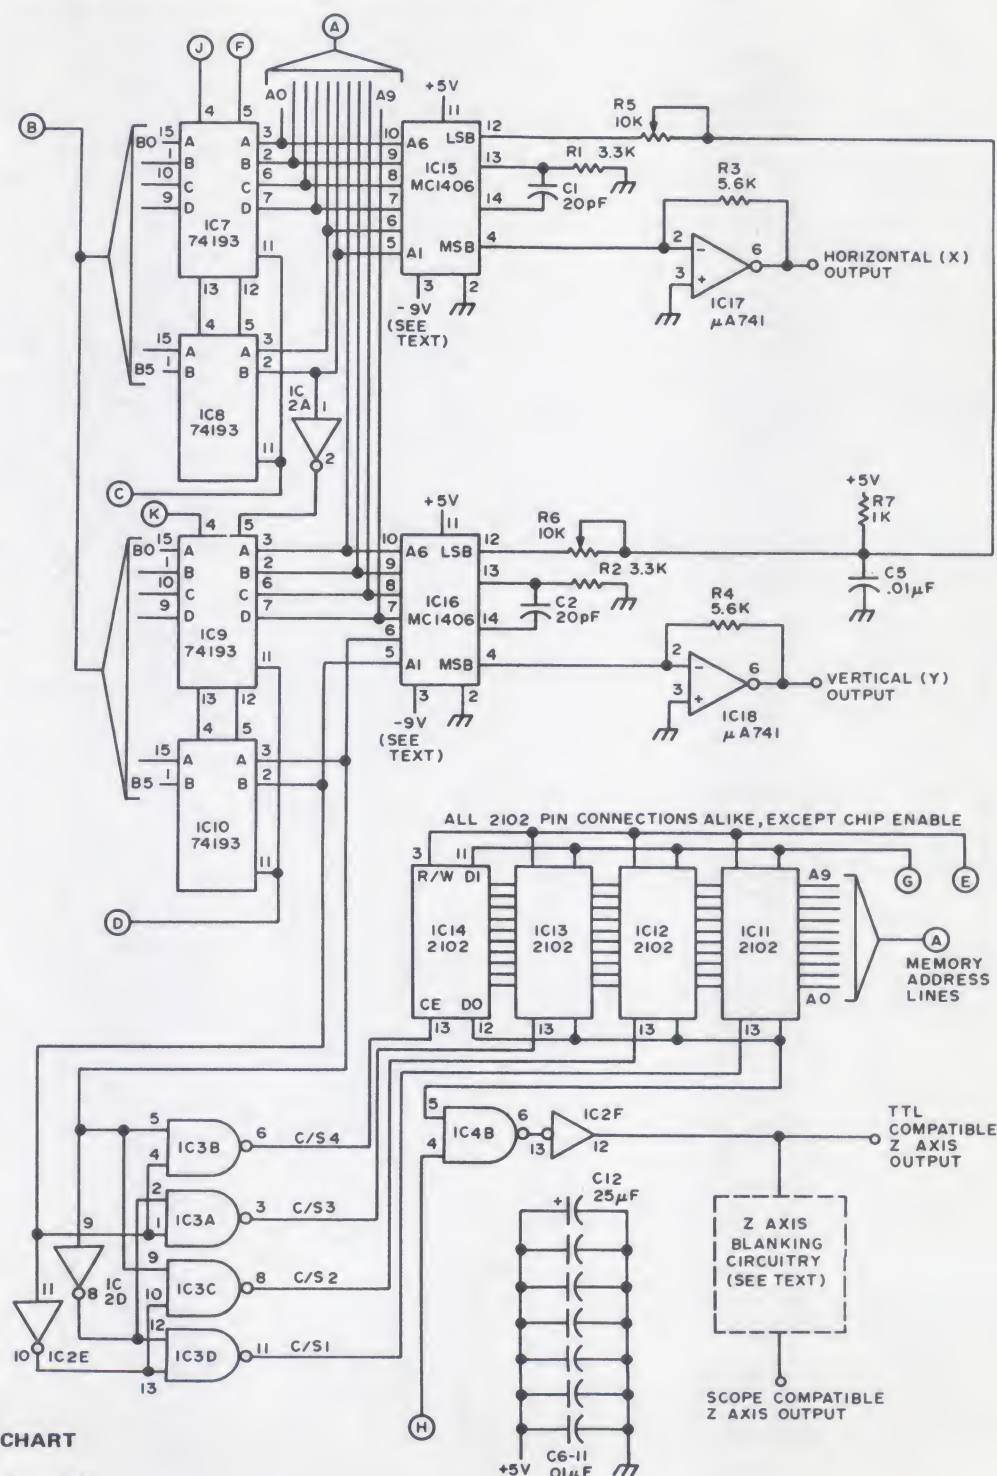 A
J F
A0 A9
+5V
B
4 5
11
R5
10K
B0 15 A A 3
10 A6 LSB 12
1 B B 2
9
13 R1 3.3K
10 C C 6
8 IC15
MC1406
C1
20pF
9 D D 7
7
14
R3
5.6K
IC7
74193
6
11
5 A1 MSB 4
2 −
6
HORIZONTAL (X)
OUTPUT
3 +
13 12
3 2
-9V
(SEE
TEXT)
IC17
μA741
4 5
15 A A 3
B5 1 B B 2
IC
2A 1
2
IC8
74193
11
C
K
+5V
11
+5V
R7
1K
4 5
R6
10K
B0 15 A A 3
10 A6 LSB 12
1 B B 2
9
13
R2 3.3K
10 C C 6
8 IC16
MC1406
C2
20pF
C5
.01μF
9 D D 7
7
14
R4
5.6K
IC9
74193
6
11
5 A1 MSB 4
2 −
6
VERTICAL (Y)
OUTPUT
3 +
13 12
3 2
-9V
(SEE
TEXT)
IC18
μA741
4 5
15 A A 3
B5 1 B B 2
IC10
74193
11
D
ALL 2102 PIN CONNECTIONS ALIKE, EXCEPT CHIP ENABLE
3 11
R/W DI
A9
G E
IC14
2102
IC13
2102
IC12
2102
IC11
2102
A
MEMORY
ADDRESS
LINES
A0
CE DO
13 12 13 13 13
5
4
IC4B
6
13
IC2F
12
TTL
COMPATIBLE
Z AXIS
OUTPUT
5
4
IC3B
6 C/S4
2
1
IC3A
3 C/S3
9
10
IC3C
8 C/S2
12
13
IC3D
11 C/S1
9
IC
2D
8
11
10 IC2E
C12
25μF
+
Z AXIS
BLANKING
CIRCUITRY
(SEE TEXT)
SCOPE COMPATIBLE
Z AXIS OUTPUT
H
CHART
+5V
C6-11
.01μF